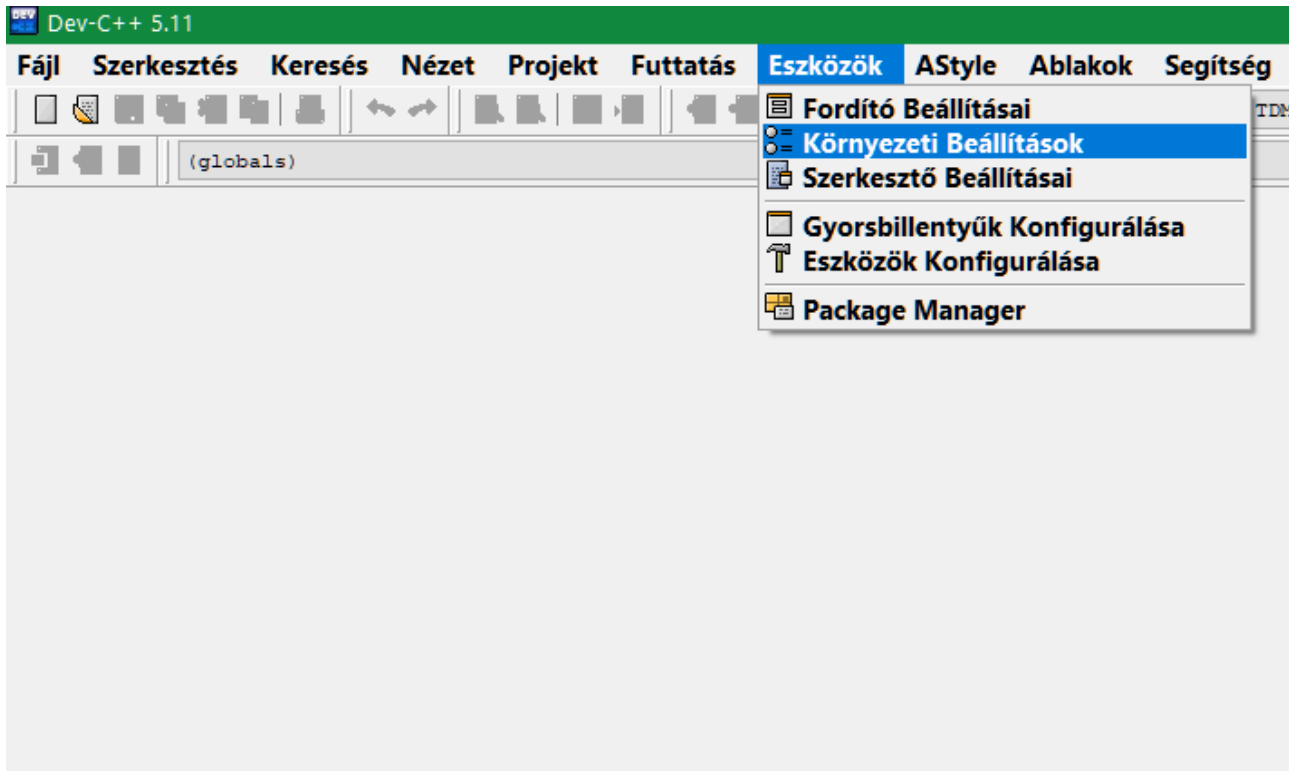 Dev-C++ 5.11
Fájl Szerkesztés Keresés Nézet Projekt Futtatás Eszközök AStyle Ablakok Segítség
Fordító Beállításai
TDM
Környezeti Beállítások
(globals)
Szerkesztő Beállításai
Gyorsbillentyűk Konfigurálása
Eszközök Konfigurálása
Package Manager